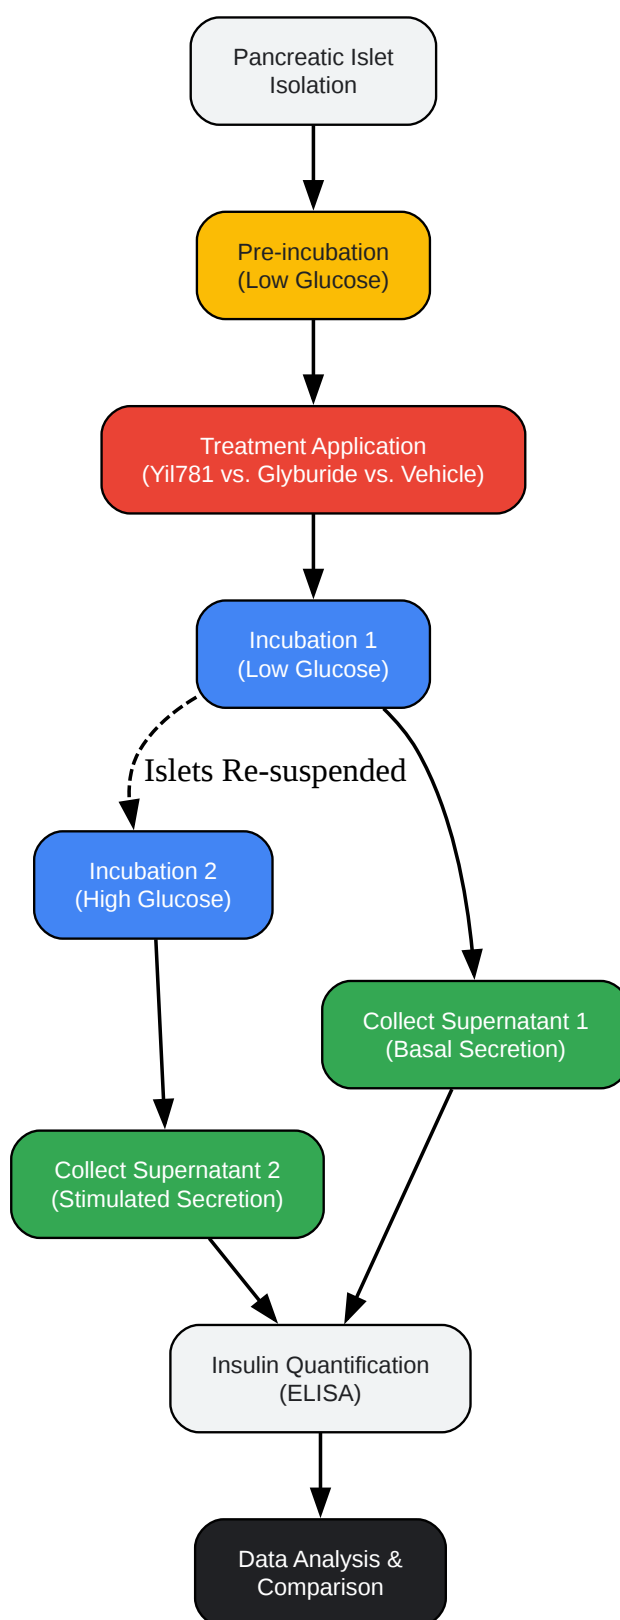 Pancreatic Islet
Isolation
Pre-incubation
(Low Glucose)
Treatment Application
(Yil781 vs. Glyburide vs. Vehicle)
Incubation 1
(Low Glucose)
Islets Re-suspended
Incubation 2
(High Glucose)
Collect Supernatant 1
(Basal Secretion)
Collect Supernatant 2
(Stimulated Secretion)
Insulin Quantification
(ELISA)
Data Analysis &
Comparison